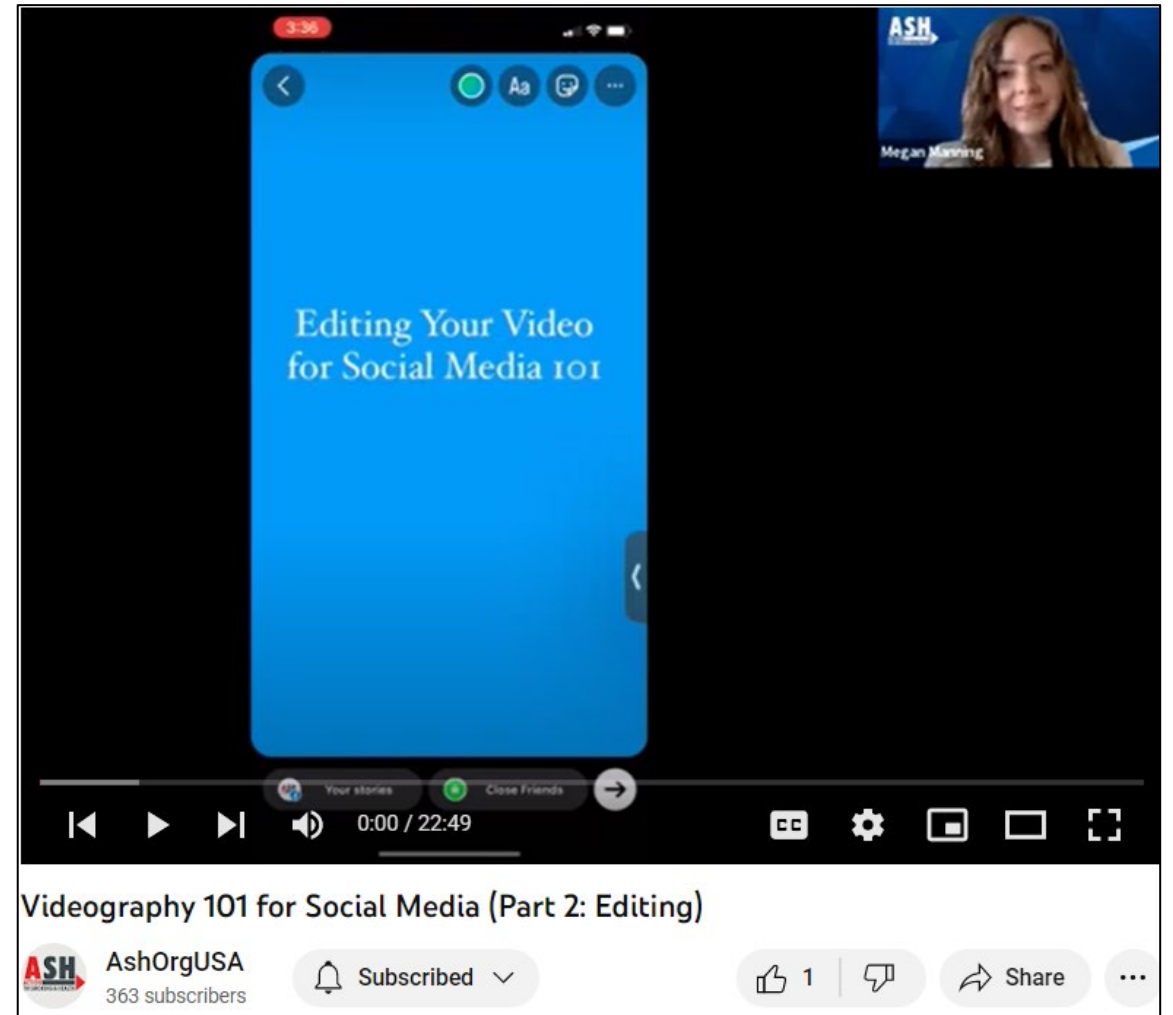 3:36
Aa
ASH
Megan Manning
Editing Your Video
for Social Media 101
Your stories
Close Friends
0:00 / 22:49
CC
Videography 101 for Social Media (Part 2: Editing)
ASH
AshOrgUSA
363 subscribers
Subscribed
1
Share